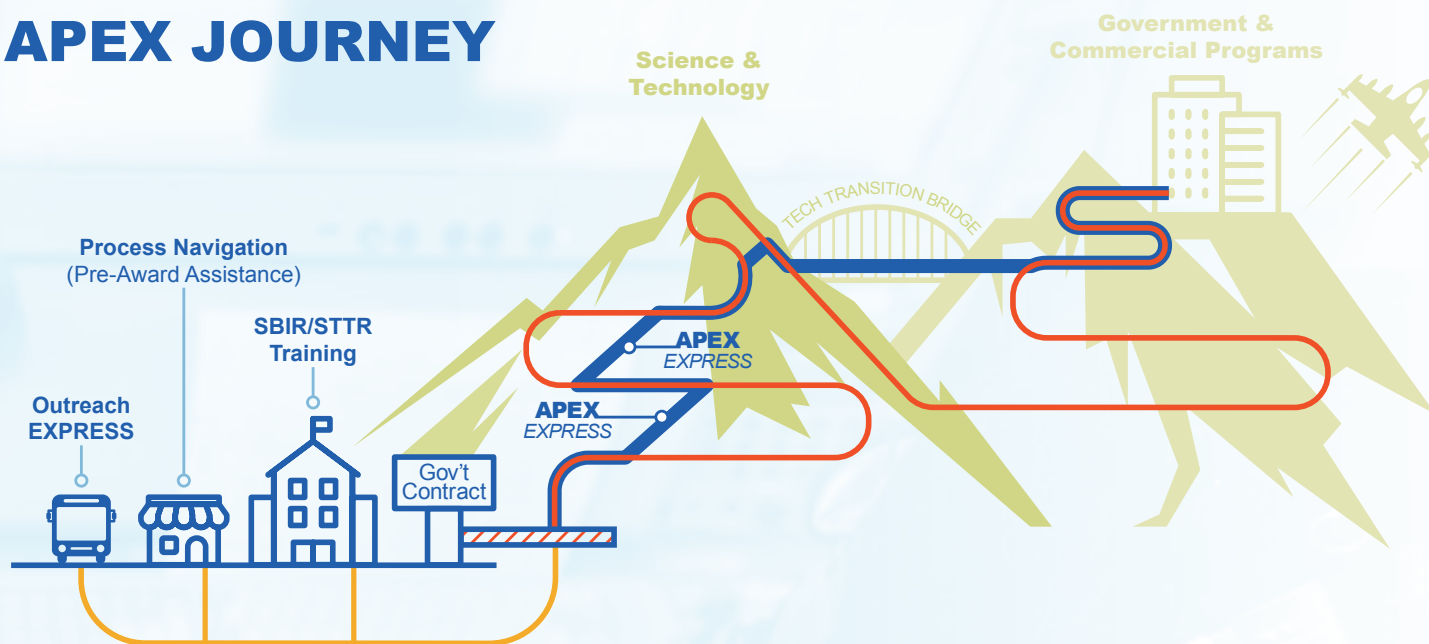 APEX JOURNEY
Government &
Commercial Programs
Science &
Technology
TECH TRANSITION BRIDGE
Process Navigation
(Pre-Award Assistance)
SBIR/STTR
Training
APEX
EXPRESS
Outreach
EXPRESS
APEX
EXPRESS
Gov't
Contract